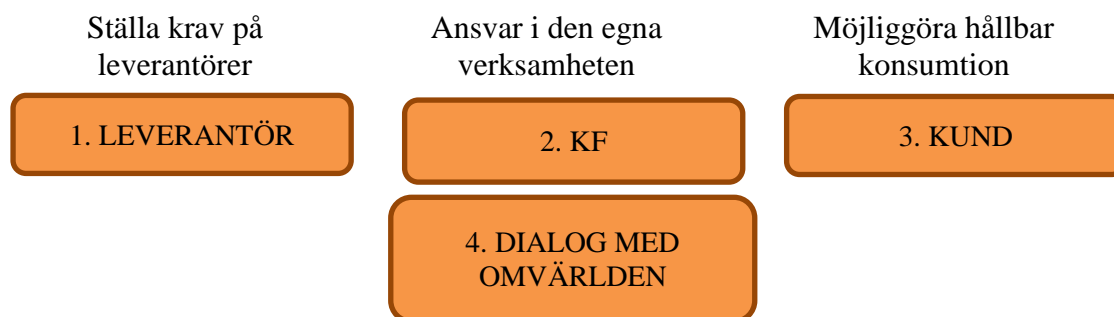 Ställa krav på
leverantörer
1. LEVERANTÖR
Ansvar i den egna
verksamheten
2. KF
Möjliggöra hållbar
konsumtion
3. KUND
4. DIALOG MED
OMVÄRLDEN